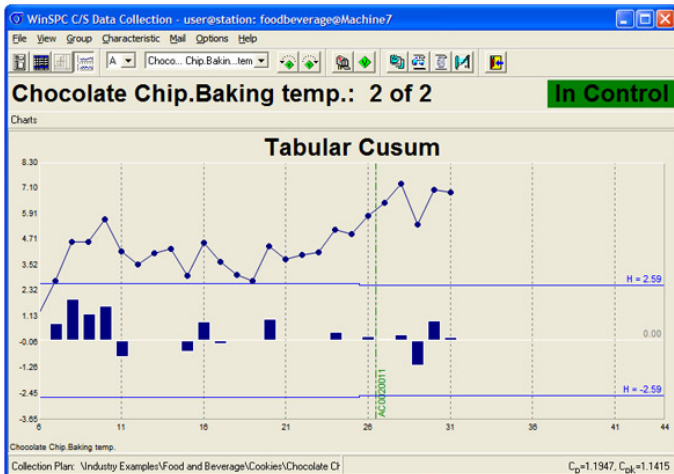 WinSPC C/S Data Collection - user@station: foodbeverage@Machine7
File View Group Characteristic Mail Options Help
A Choco... Chip.Bakin...tem
Chocolate Chip.Baking temp.: 2 of 2 In Control
Charts
Tabular Cusum
8.30
7.10
5.91
4.71
3.52
2.32
1.13
-0.06
-1.26
-2.45
-3.65
H = 2.59
0.00
H = -2.59
AC0020011
6 11 16 21 26 31 36 41 44
Chocolate Chip.Baking temp.
Collection Plan: \Industry Examples\Food and Beverage\Cookies\Chocolate Cl Cp=1.1947, Cpk=1.1415